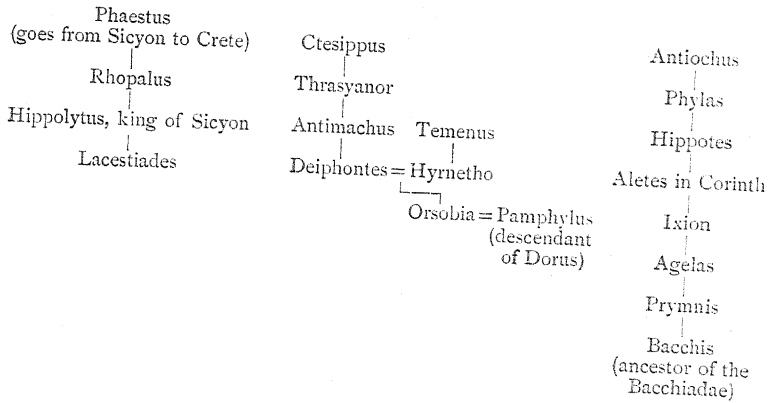 Phaestus
(goes from Sicyon to Crete)
Rhopalus
Hippolytus, king of Sicyon
Lacestiades
Ctesippus
Thrasyanor
Antimachus
Temenus
Deiphontes = Hyrnetho
Orsobia = Pamphylus
(descendant
of Dorus)
Antiochus
Phylas
Hippotes
Aletes in Corinth
Ixion
Agelas
Prymnis
Bacchis
(ancestor of the
Bacchiadae)